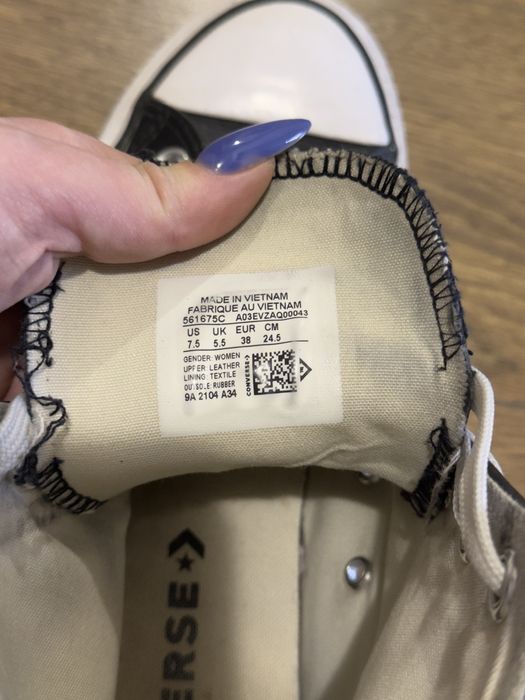 MADE IN VIETNAM
FABRIQUE AU VIETNAM
561675C A03EVZAQ00043
US UK EUR CM
7.5 5.5 38 24.5
GENDER: WOMEN
UPPER: LEATHER
LINING: TEXTILE
OUTSOLE: RUBBER
9A 2104 A34
CONVERSE
ERSE